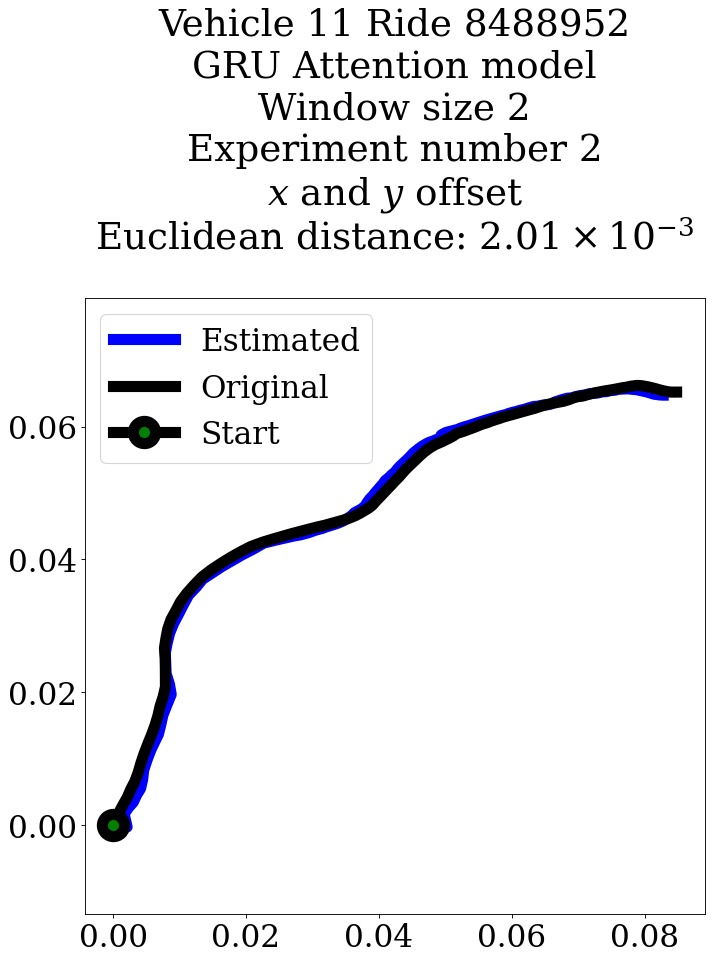 Vehicle 11 Ride 8488952
GRU Attention model
Window size 2
Experiment number 2
x and y offset
Euclidean distance: 2.01 × 10⁻³
Estimated
Original
Start
0.06
0.04
0.02
0.00
0.00 0.02 0.04 0.06 0.08